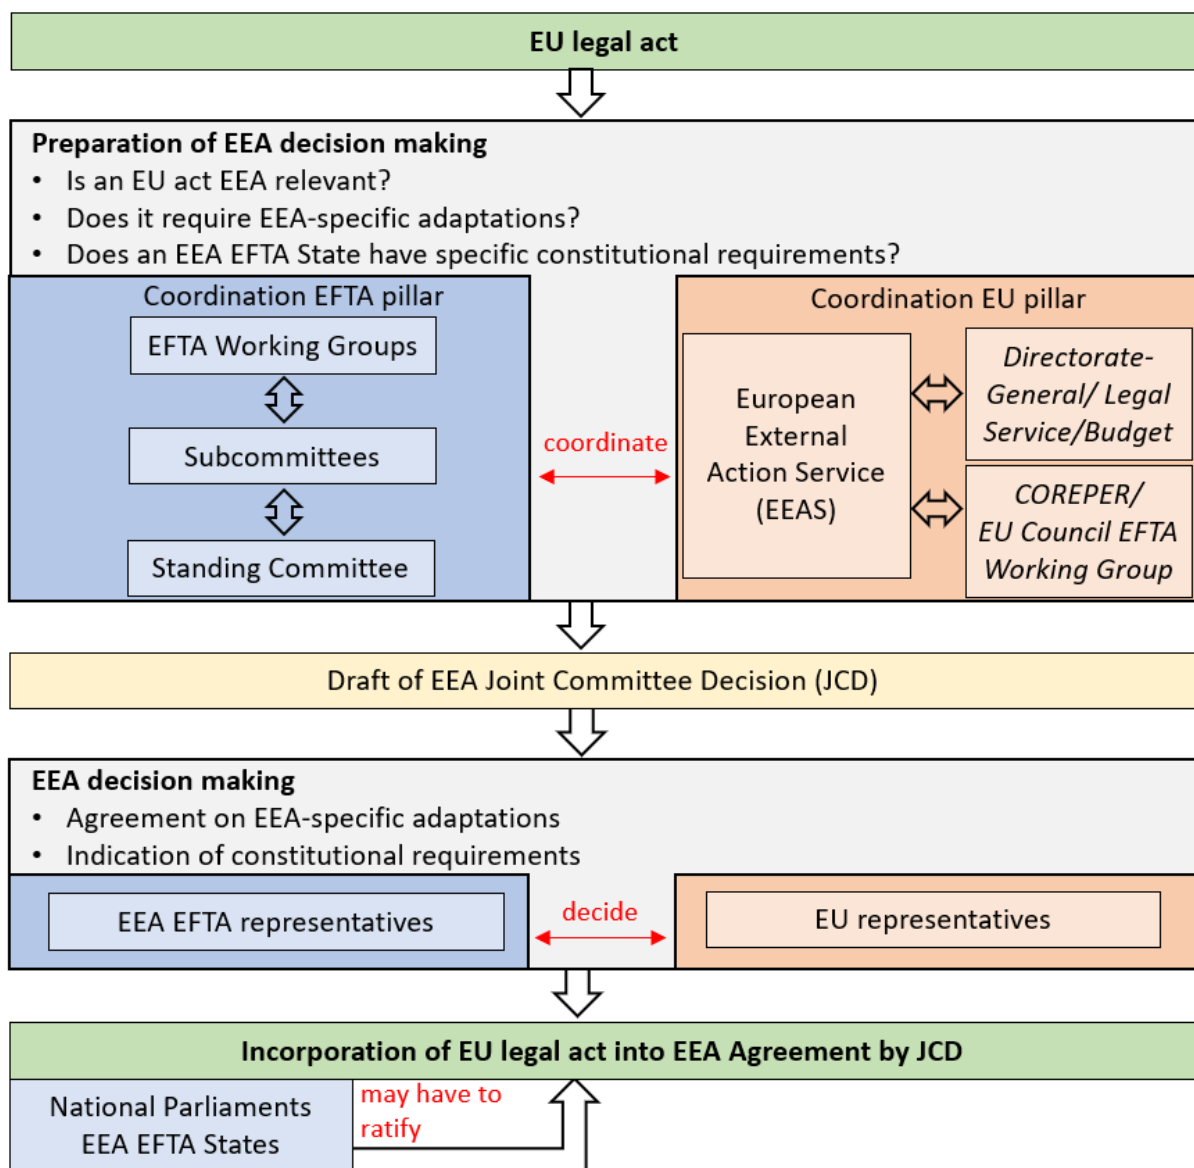 EU legal act
Preparation of EEA decision making
• Is an EU act EEA relevant?
• Does it require EEA-specific adaptations?
• Does an EEA EFTA State have specific constitutional requirements?
Coordination EFTA pillar
EFTA Working Groups
Subcommittees
Standing Committee
coordinate
Coordination EU pillar
European
External
Action Service
(EEAS)
Directorate-
General/ Legal
Service/Budget
COREPER/
EU Council EFTA
Working Group
Draft of EEA Joint Committee Decision (JCD)
EEA decision making
• Agreement on EEA-specific adaptations
• Indication of constitutional requirements
EEA EFTA representatives
decide
EU representatives
Incorporation of EU legal act into EEA Agreement by JCD
National Parliaments
EEA EFTA States
may have to
ratify